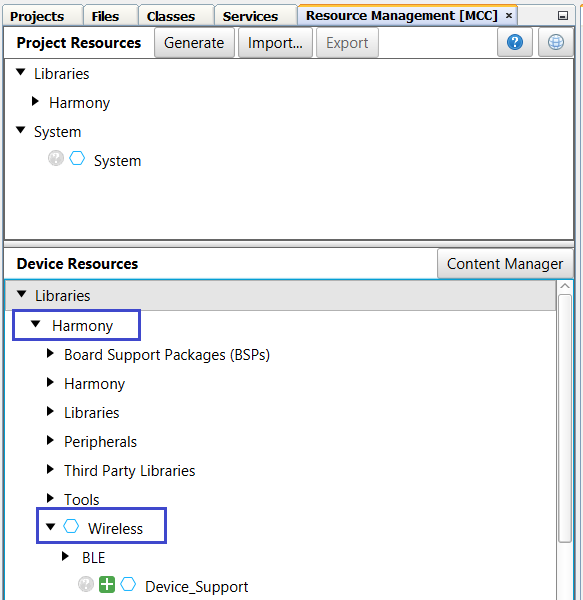 Projects Files Classes Services Resource Management [MCC] ×
Project Resources Generate Import... Export ?
Libraries
Harmony
System
? System
Device Resources Content Manager
Libraries
Harmony
Board Support Packages (BSPs)
Harmony
Libraries
Peripherals
Third Party Libraries
Tools
Wireless
BLE
? Device_Support